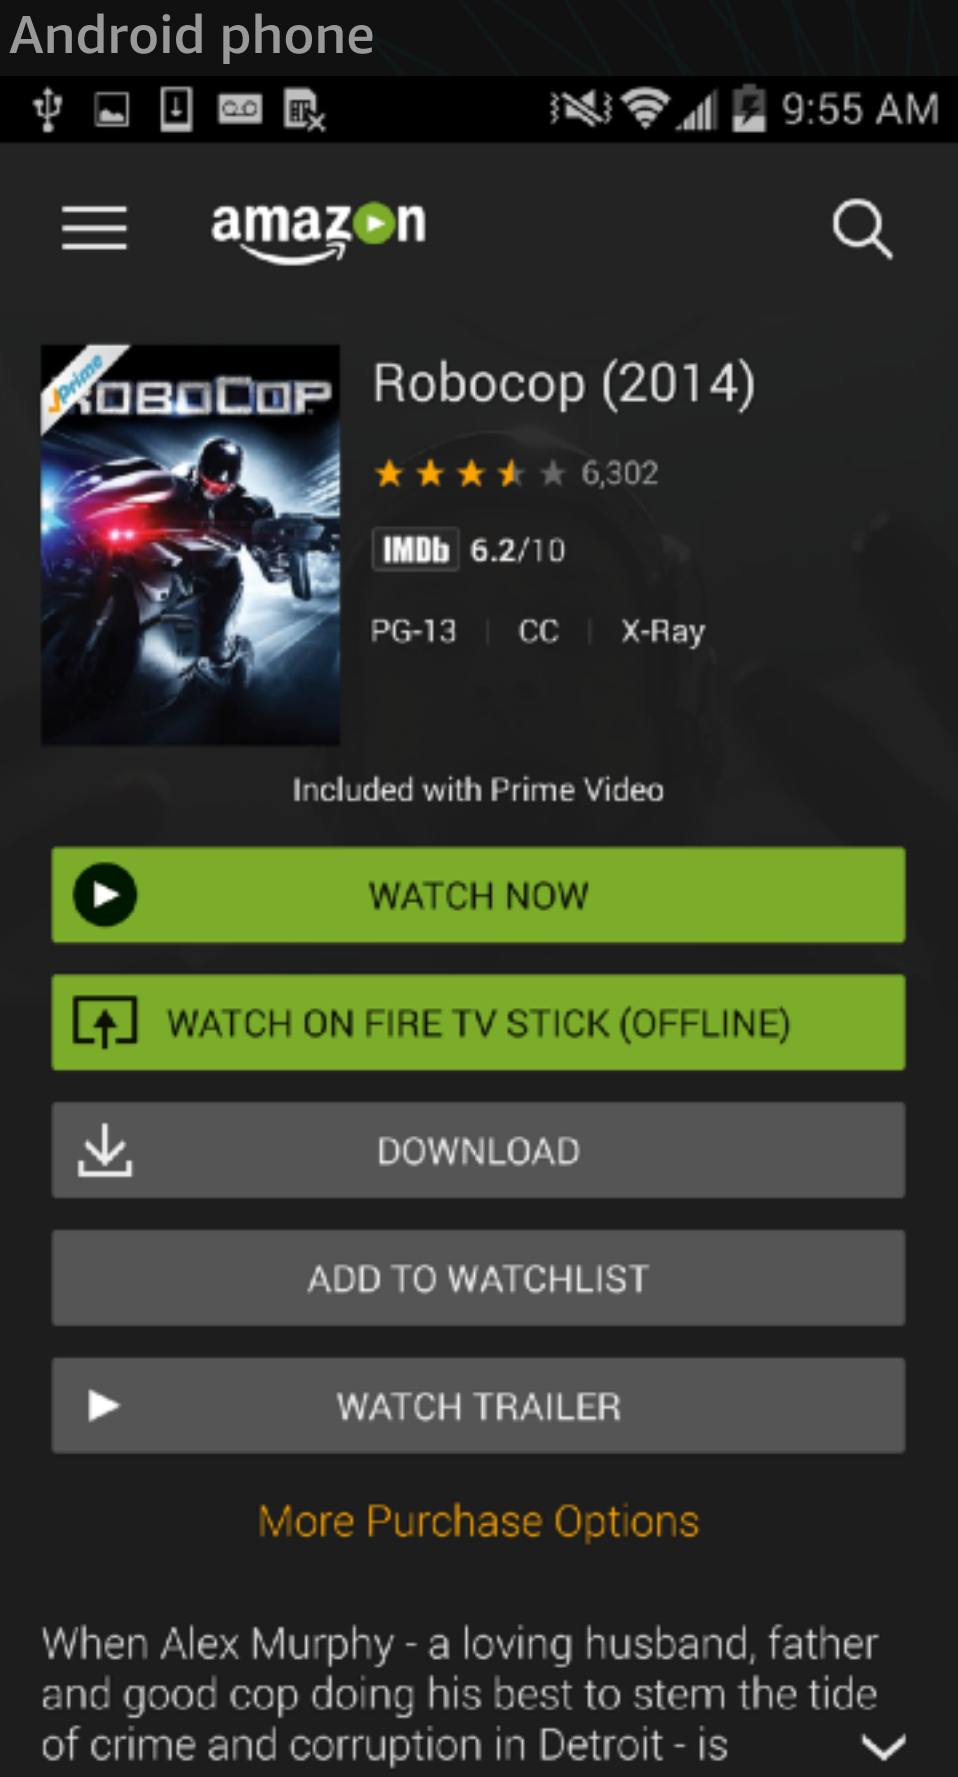 Android phone
9:55 AM
amazon
Prime
ROBOCOP
Robocop (2014)
6,302
IMDb 6.2/10
PG-13 | CC | X-Ray
Included with Prime Video
WATCH NOW
WATCH ON FIRE TV STICK (OFFLINE)
DOWNLOAD
ADD TO WATCHLIST
WATCH TRAILER
More Purchase Options
When Alex Murphy - a loving husband, father
and good cop doing his best to stem the tide
of crime and corruption in Detroit - is